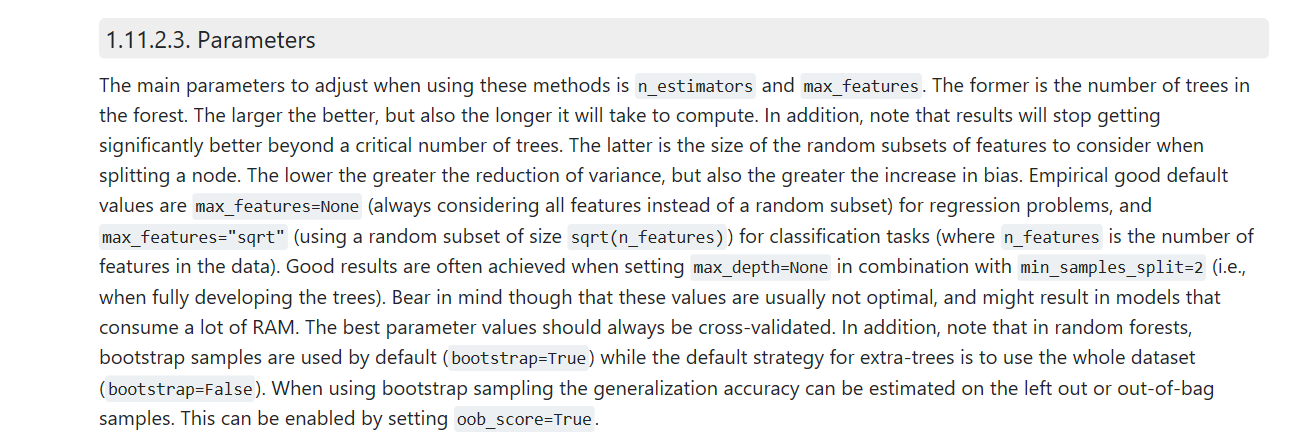 1.11.2.3. Parameters
The main parameters to adjust when using these methods is n_estimators and max_features. The former is the number of trees in
the forest. The larger the better, but also the longer it will take to compute. In addition, note that results will stop getting
significantly better beyond a critical number of trees. The latter is the size of the random subsets of features to consider when
splitting a node. The lower the greater the reduction of variance, but also the greater the increase in bias. Empirical good default
values are max_features=None (always considering all features instead of a random subset) for regression problems, and
max_features="sqrt" (using a random subset of size sqrt(n_features)) for classification tasks (where n_features is the number of
features in the data). Good results are often achieved when setting max_depth=None in combination with min_samples_split=2 (i.e.,
when fully developing the trees). Bear in mind though that these values are usually not optimal, and might result in models that
consume a lot of RAM. The best parameter values should always be cross-validated. In addition, note that in random forests,
bootstrap samples are used by default (bootstrap=True) while the default strategy for extra-trees is to use the whole dataset
(bootstrap=False). When using bootstrap sampling the generalization accuracy can be estimated on the left out or out-of-bag
samples. This can be enabled by setting oob_score=True.